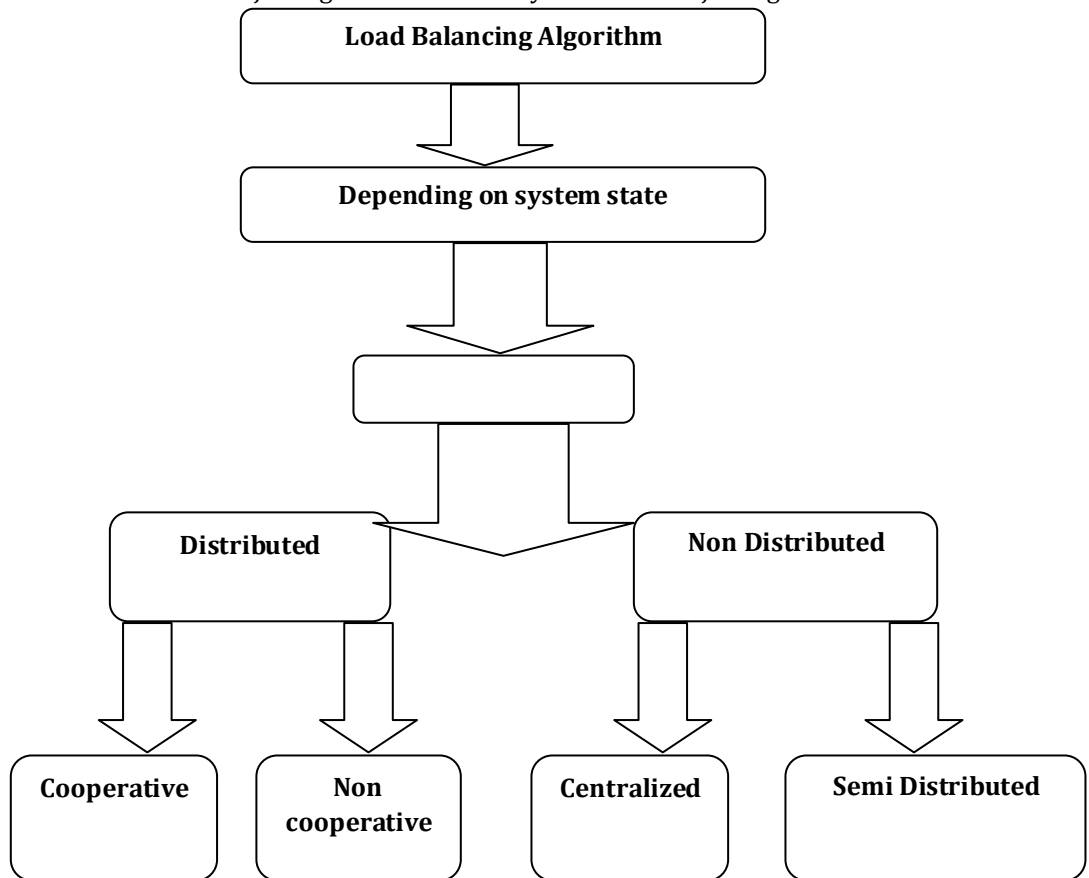 Load Balancing Algorithm
Depending on system state
Distributed
Non Distributed
Cooperative
Non
cooperative
Centralized
Semi Distributed